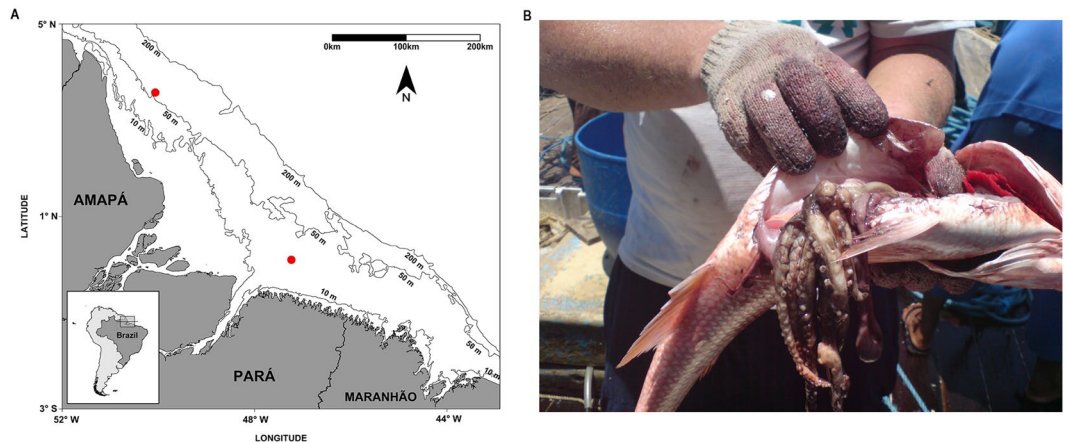 A
B
5° N
0km 100km 200km
200 m
N
50 m
10 m
200 m
AMAPÁ
LATITUDE
1° N
50 m
200 m
50 m
10 m
Brazil
50 m
PARÁ
10 m
MARANHÃO
3° S
52° W 48° W 44° W
LONGITUDE